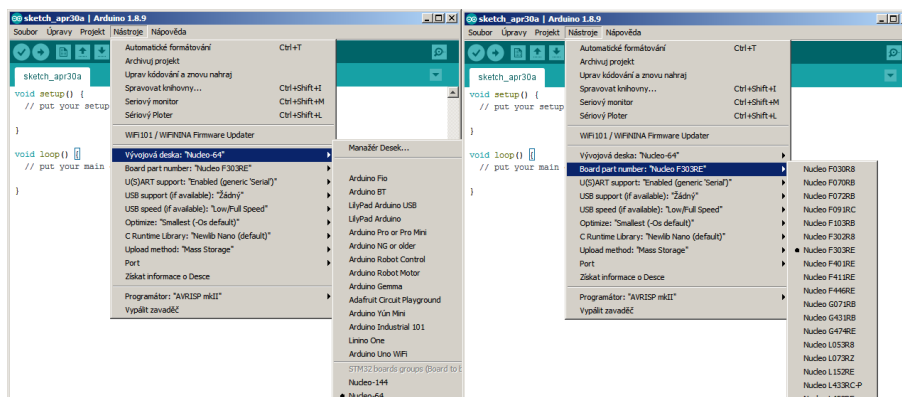 sketch_apr30a | Arduino 1.8.9
Soubor Úpravy Projekt Nástroje Nápověda
Automatické formátování Ctrl+T
Archivuj projekt
Uprav kódování a znovu nahraj
Spravovat knihovny... Ctrl+Shift+I
Seriový monitor Ctrl+Shift+M
Sériový Ploter Ctrl+Shift+L
WiFi101 / WiFiNINA Firmware Updater
Vývojová deska: "Nucleo-64"
Board part number: "Nucleo F303RE"
U(S)ART support: "Enabled (generic 'Serial')"
USB support (if available): "Žádný"
USB speed (if available): "Low/Full Speed"
Optimize: "Smallest (-Os default)"
C Runtime Library: "Newlib Nano (default)"
Upload method: "Mass Storage"
Port
Získat informace o Desce
Programátor: "AVRISP mkII"
Vypálit zavaděč
sketch_apr30a
void setup() {
// put your setup
}
void loop() {
// put your main
}
Manažér Desek...
Arduino Fio
Arduino BT
LilyPad Arduino USB
LilyPad Arduino
Arduino Pro or Pro Mini
Arduino NG or older
Arduino Robot Control
Arduino Robot Motor
Arduino Gemma
Adafruit Circuit Playground
Arduino Yún Mini
Arduino Industrial 101
Linino One
Arduino Uno WiFi
STM32 boards groups (Board to
Nucleo-144
Nucleo-64
sketch_apr30a | Arduino 1.8.9
Soubor Úpravy Projekt Nástroje Nápověda
Automatické formátování Ctrl+T
Archivuj projekt
Uprav kódování a znovu nahraj
Spravovat knihovny... Ctrl+Shift+I
Seriový monitor Ctrl+Shift+M
Sériový Ploter Ctrl+Shift+L
WiFi101 / WiFiNINA Firmware Updater
Vývojová deska: "Nucleo-64"
Board part number: "Nucleo F303RE"
U(S)ART support: "Enabled (generic 'Serial')"
USB support (if available): "Žádný"
USB speed (if available): "Low/Full Speed"
Optimize: "Smallest (-Os default)"
C Runtime Library: "Newlib Nano (default)"
Upload method: "Mass Storage"
Port
Získat informace o Desce
Programátor: "AVRISP mkII"
Vypálit zavaděč
sketch_apr30a
void setup() {
// put your setup
}
void loop() {
// put your main
}
Nucleo F030R8
Nucleo F070RB
Nucleo F072RB
Nucleo F091RC
Nucleo F103RB
Nucleo F302R8
Nucleo F303RE
Nucleo F401RE
Nucleo F411RE
Nucleo F446RE
Nucleo G071RB
Nucleo G431RB
Nucleo G474RE
Nucleo L053R8
Nucleo L073RZ
Nucleo L152RE
Nucleo L433RC-P